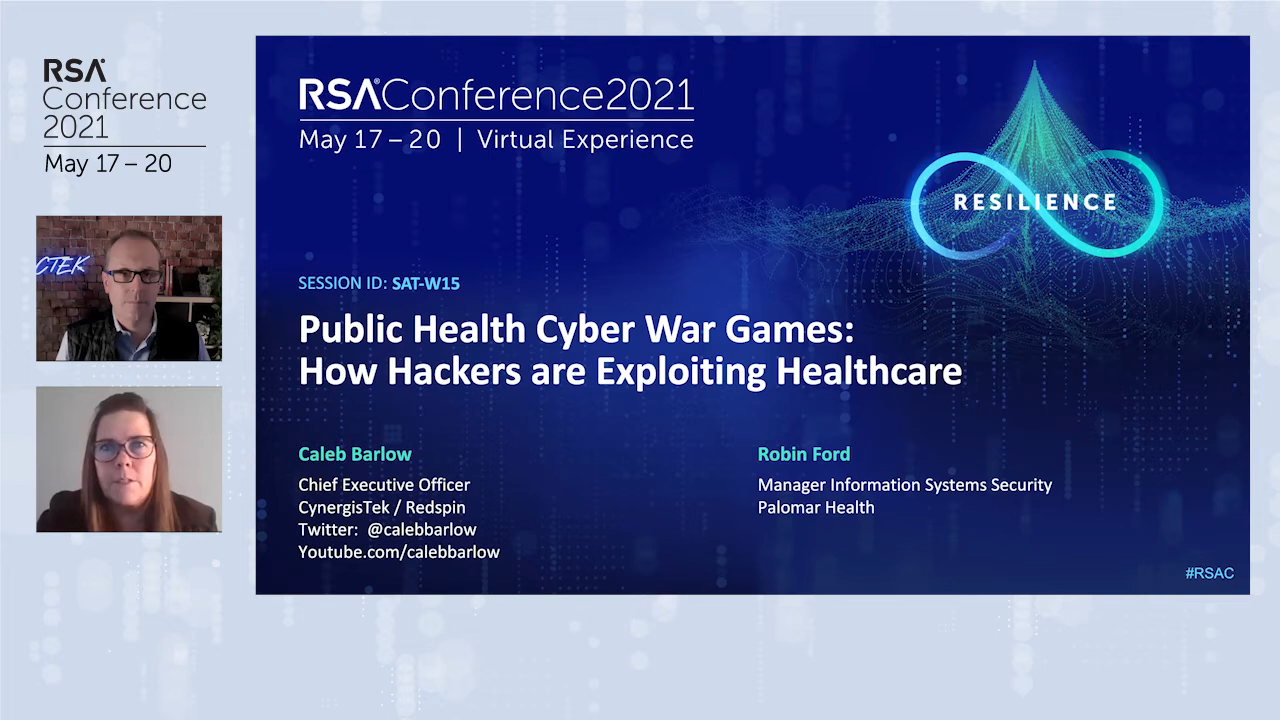 RSA
Conference
2021
May 17 – 20
CTEK
RSA®Conference2021
May 17 – 20 | Virtual Experience
RESILIENCE
SESSION ID: SAT-W15
Public Health Cyber War Games:
How Hackers are Exploiting Healthcare
Caleb Barlow
Chief Executive Officer
CynergisTek / Redspin
Twitter: @calebbarlow
Youtube.com/calebbarlow
Robin Ford
Manager Information Systems Security
Palomar Health
#RSAC